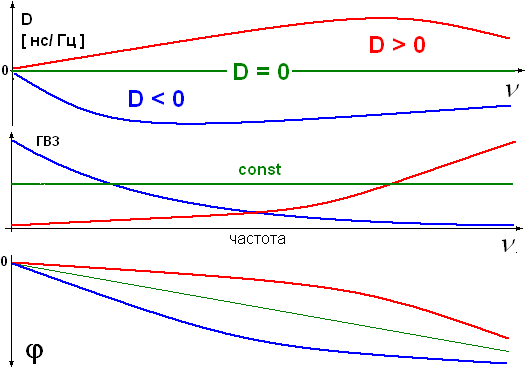 D
[ нс/ Гц ]
D > 0
0
D = 0
ν
D < 0
ГВЗ
const
частота
ν
0
φ